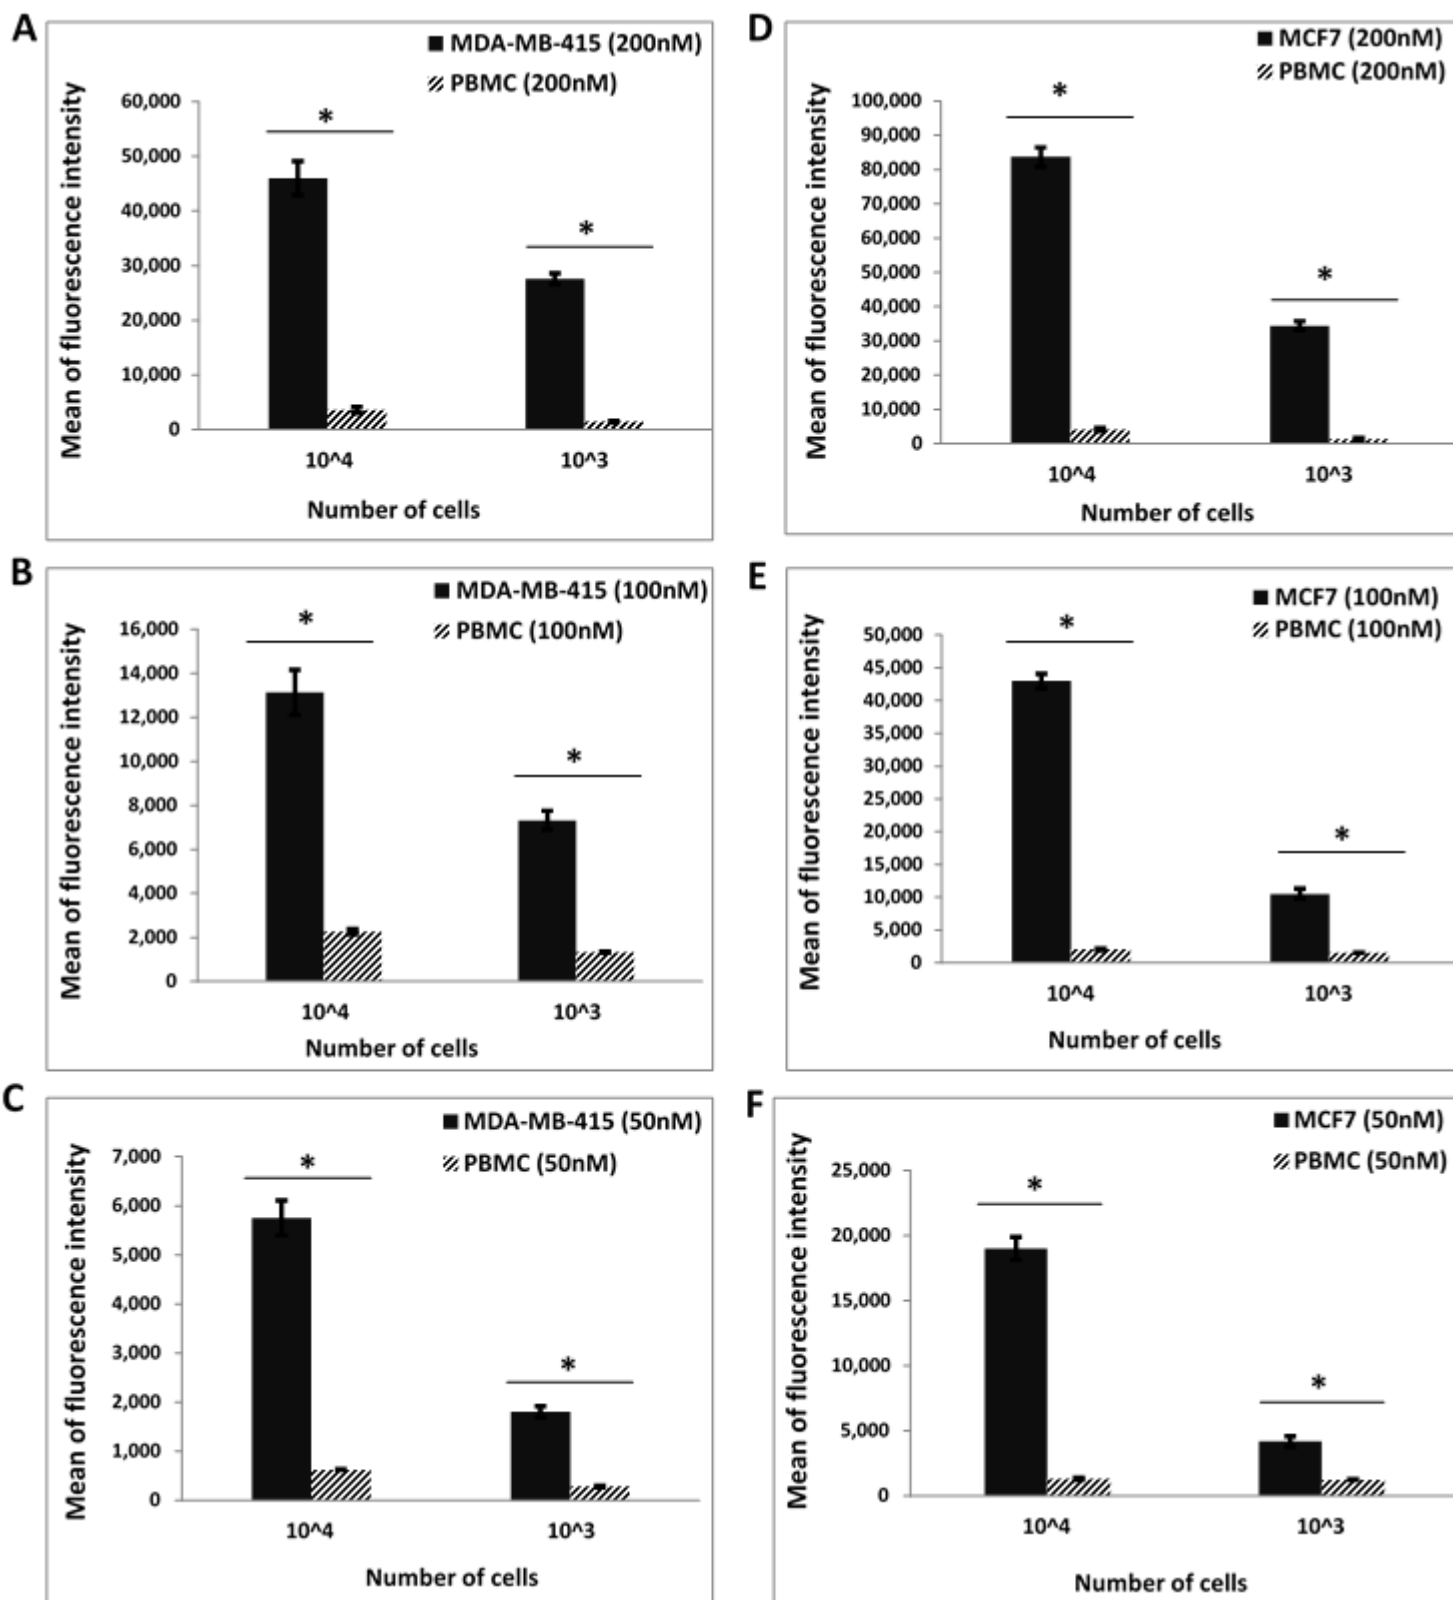 A
MDA-MB-415 (200nM)
PBMC (200nM)
Mean of fluorescence intensity
60,000
50,000
40,000
30,000
20,000
10,000
0
*
*
10^4
10^3
Number of cells
D
MCF7 (200nM)
PBMC (200nM)
Mean of fluorescence intensity
100,000
90,000
80,000
70,000
60,000
50,000
40,000
30,000
20,000
10,000
0
*
*
10^4
10^3
Number of cells
B
MDA-MB-415 (100nM)
PBMC (100nM)
Mean of fluorescence intensity
16,000
14,000
12,000
10,000
8,000
6,000
4,000
2,000
0
*
*
10^4
10^3
Number of cells
E
MCF7 (100nM)
PBMC (100nM)
Mean of fluorescence intensity
50,000
45,000
40,000
35,000
30,000
25,000
20,000
15,000
10,000
5,000
0
*
*
10^4
10^3
Number of cells
C
MDA-MB-415 (50nM)
PBMC (50nM)
Mean of fluorescence intensity
7,000
6,000
5,000
4,000
3,000
2,000
1,000
0
*
*
10^4
10^3
Number of cells
F
MCF7 (50nM)
PBMC (50nM)
Mean of fluorescence intensity
25,000
20,000
15,000
10,000
5,000
0
*
*
10^4
10^3
Number of cells